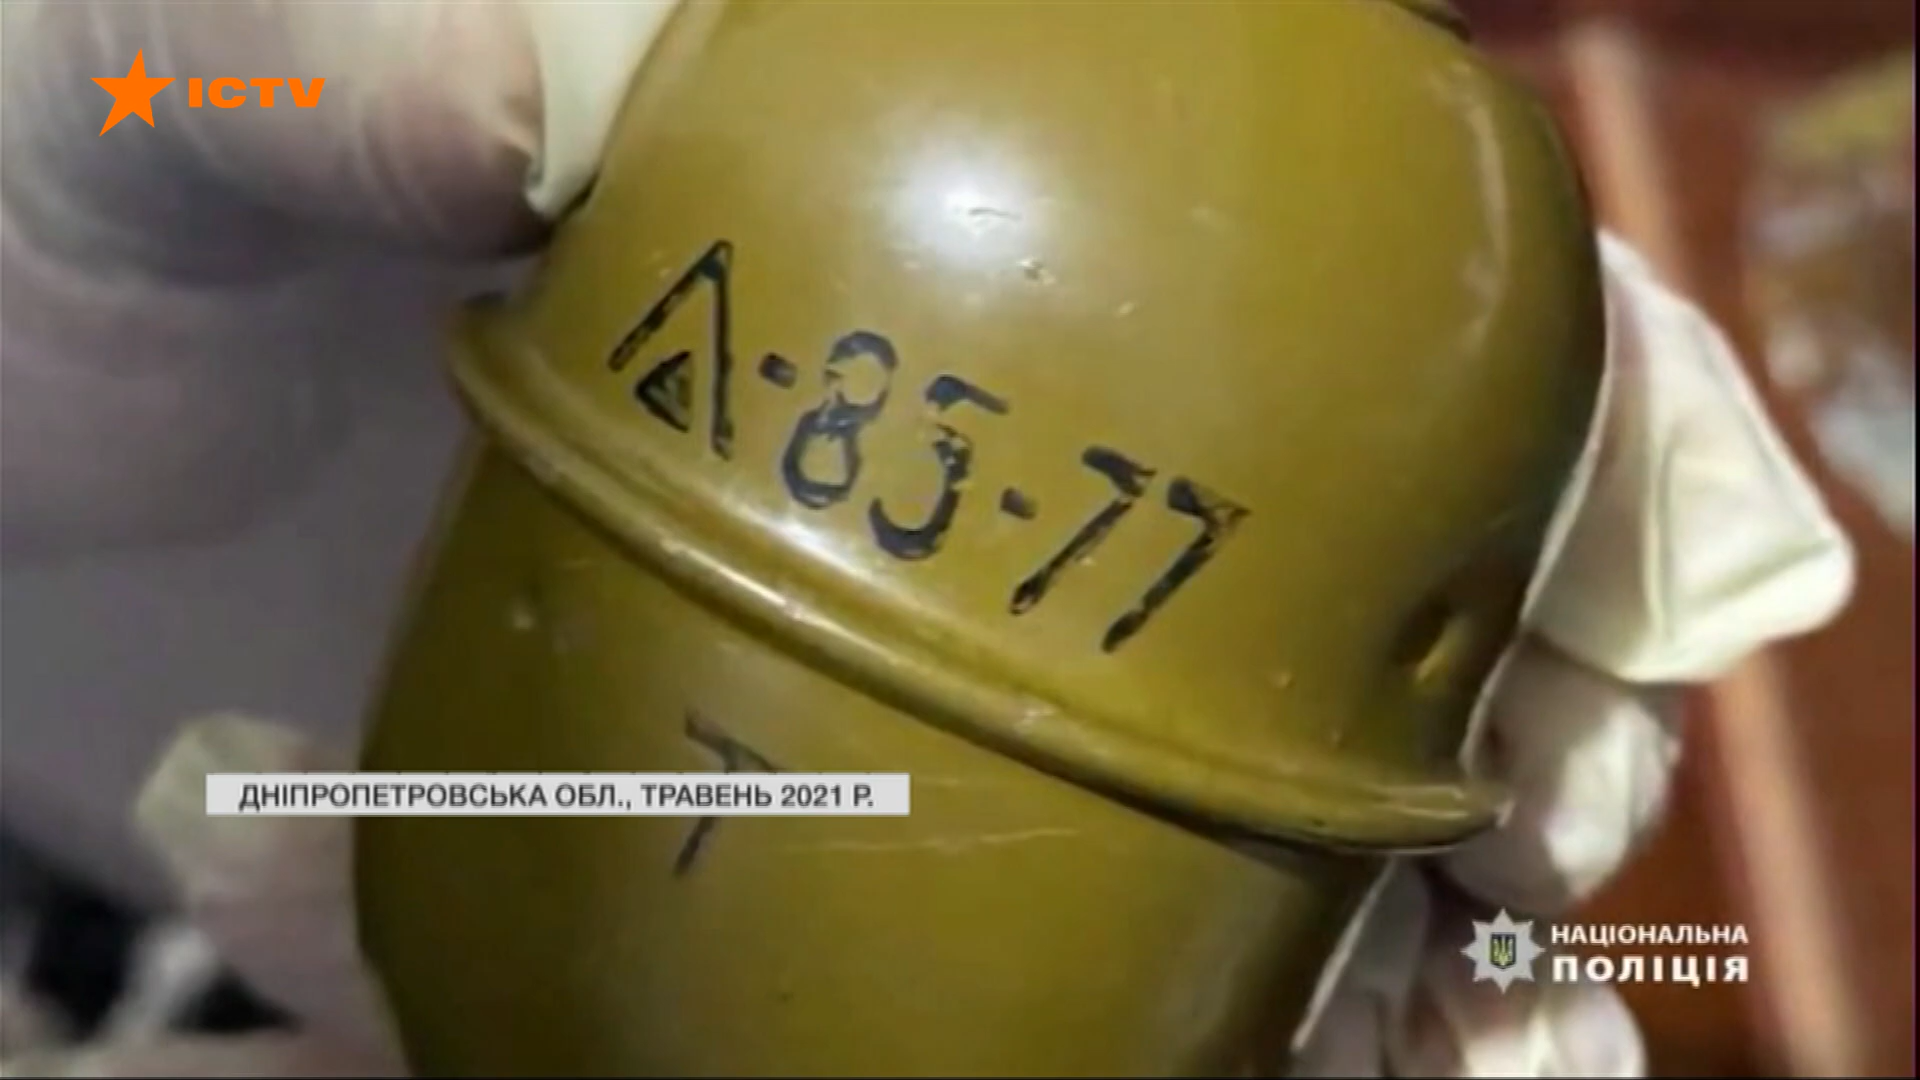 ICTV
Д-85-77
Т
ДНІПРОПЕТРОВСЬКА ОБЛ., ТРАВЕНЬ 2021 Р.
НАЦІОНАЛЬНА
ПОЛІЦІЯ